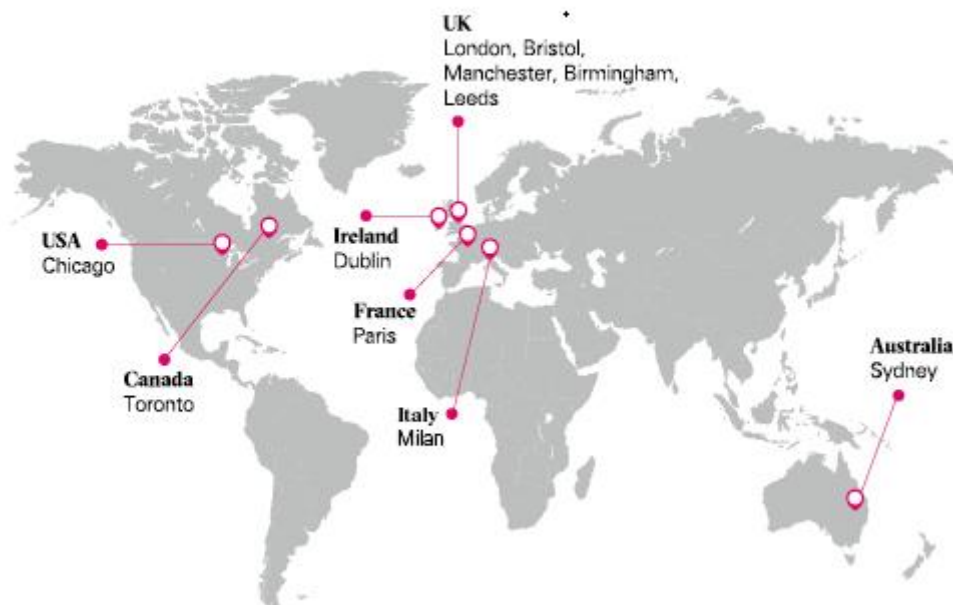 UK
London, Bristol,
Manchester, Birmingham,
Leeds
USA
Chicago
Ireland
Dublin
France
Paris
Canada
Toronto
Italy
Milan
Australia
Sydney